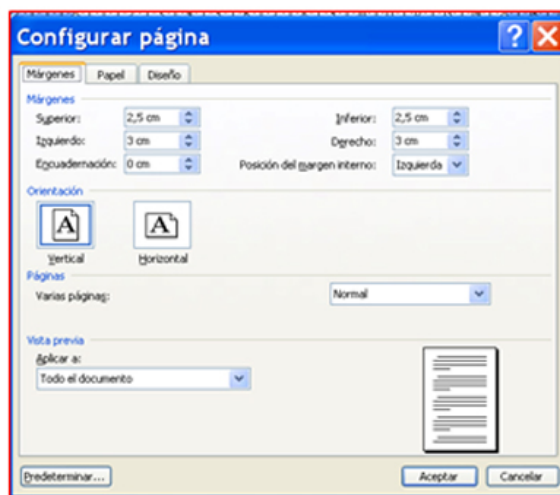 Configurar página
Márgenes Papel Diseño
Márgenes
Superior: 2,5 cm Inferior: 2,5 cm
Izquierdo: 3 cm Derecho: 3 cm
Encuadernación: 0 cm Posición del margen interno: Izquierda
Orientación
Vertical Horizontal
Páginas
Varias páginas: Normal
Vista previa
Aplicar a:
Todo el documento
Predeterminar... Aceptar Cancelar